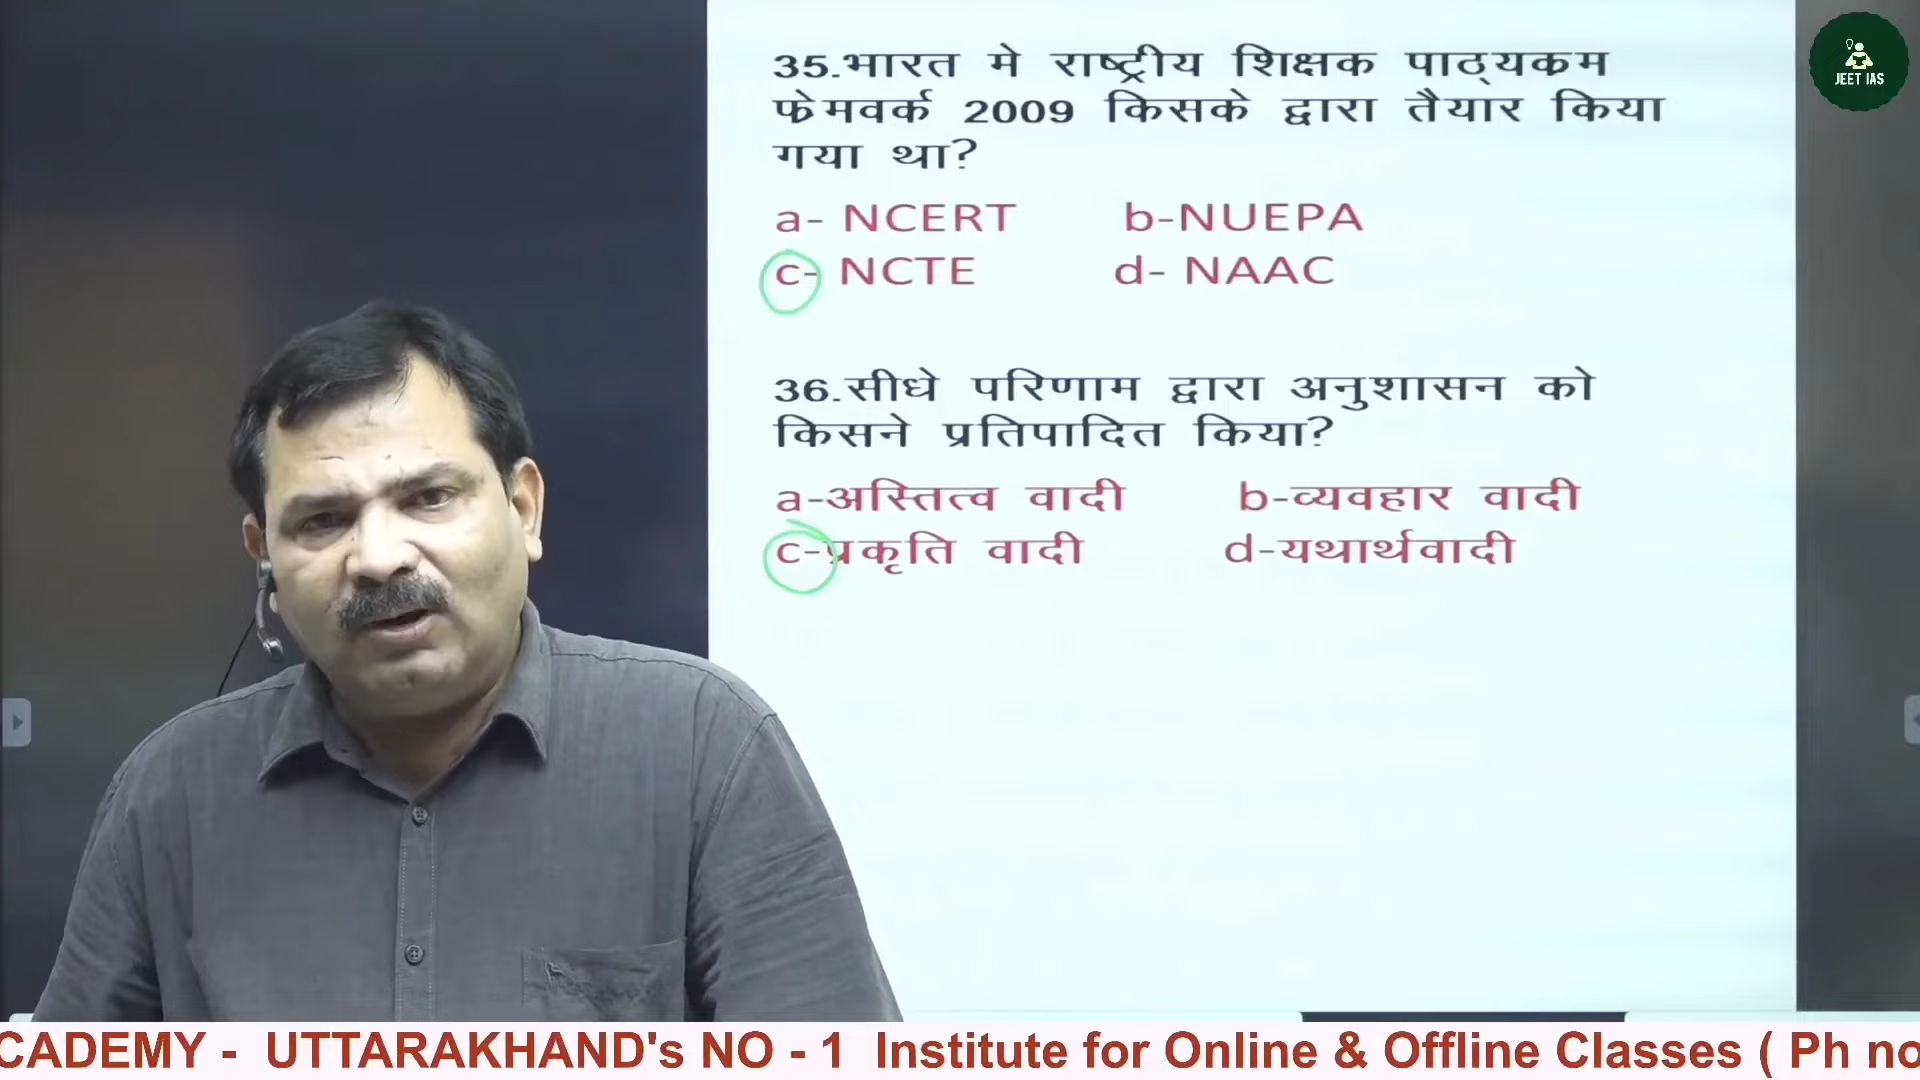 35.भारत मे राष्ट्रीय शिक्षक पाठ्यक्रम
फ्रेमवर्क 2009 किसके द्वारा तैयार किया
गया था?
a- NCERT b-NUEPA
c- NCTE d- NAAC
36.सीधे परिणाम द्वारा अनुशासन को
किसने प्रतिपादित किया?
a-अस्तित्व वादी b-व्यवहार वादी
c-प्रकृति वादी d-यथार्थवादी
JEET IAS
CADEMY - UTTARAKHAND's NO - 1 Institute for Online & Offline Classes ( Ph no